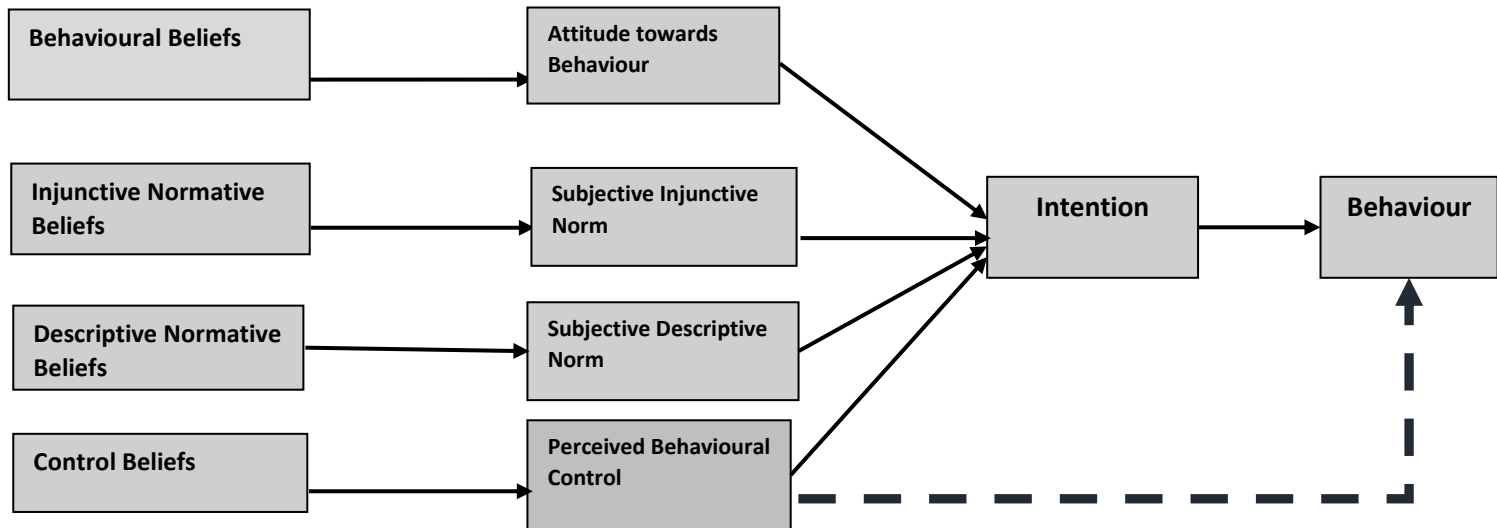 Behavioural Beliefs
Attitude towards
Behaviour
Injunctive Normative
Beliefs
Subjective Injunctive
Norm
Intention
Behaviour
Descriptive Normative
Beliefs
Subjective Descriptive
Norm
Control Beliefs
Perceived Behavioural
Control